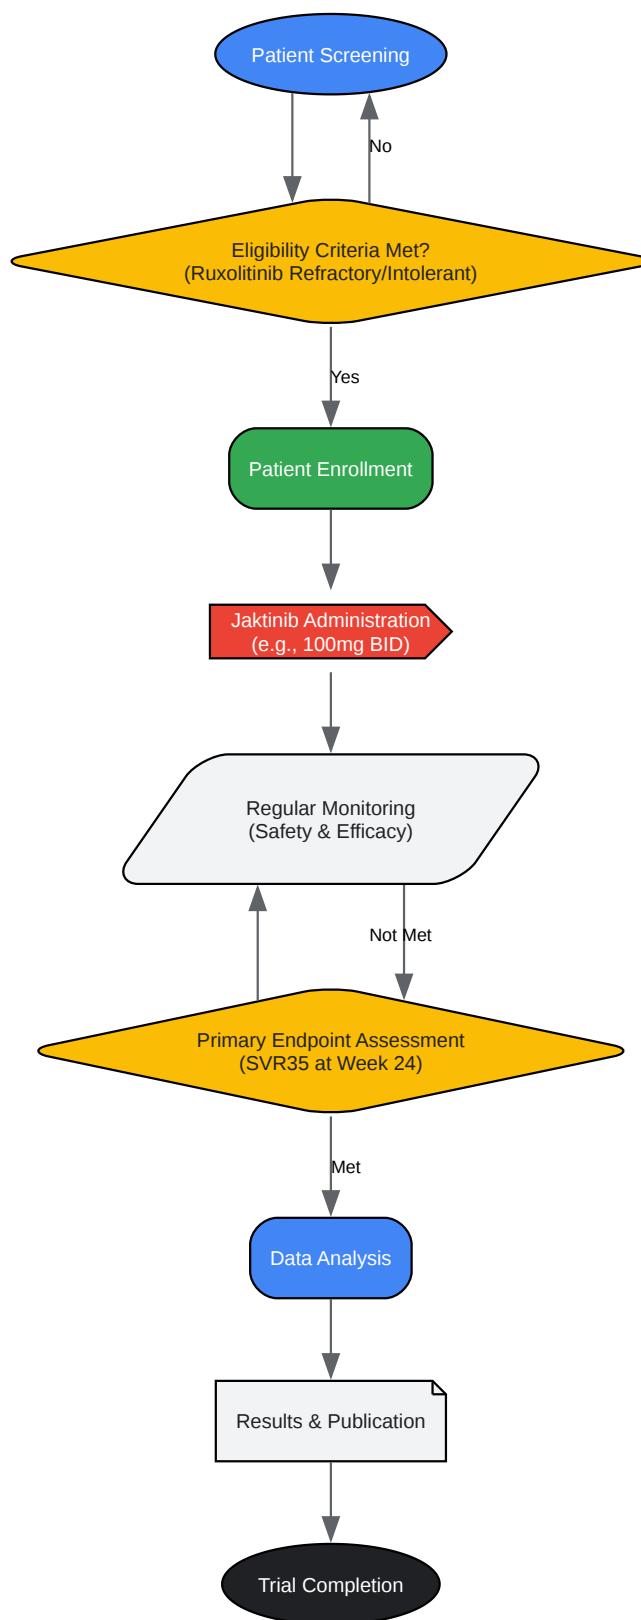 Patient Screening
No
Eligibility Criteria Met?
(Ruxolitinib Refractory/Intolerant)
Yes
Patient Enrollment
Jaktinib Administration
(e.g., 100mg BID)
Regular Monitoring
(Safety & Efficacy)
Not Met
Primary Endpoint Assessment
(SVR35 at Week 24)
Met
Data Analysis
Results & Publication
Trial Completion